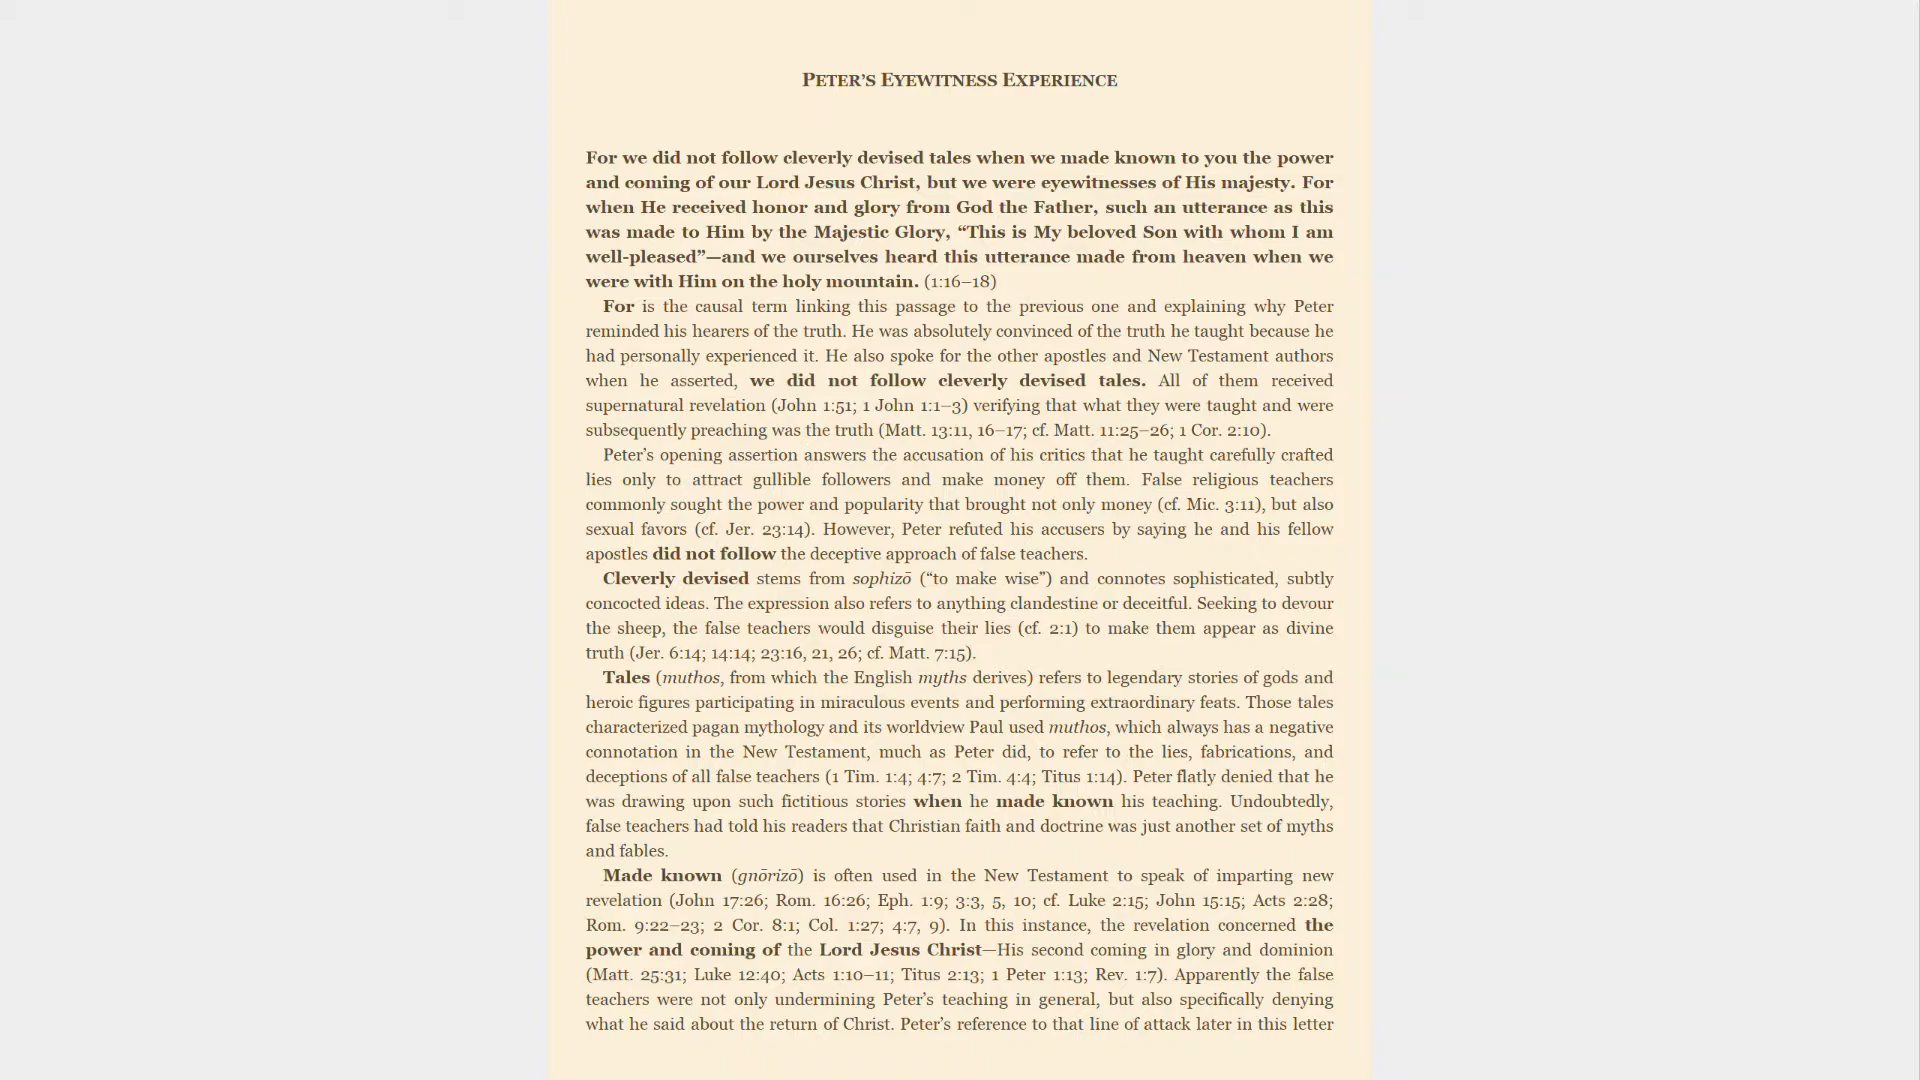 PETER'S EYEWITNESS EXPERIENCE
For we did not follow cleverly devised tales when we made known to you the power
and coming of our Lord Jesus Christ, but we were eyewitnesses of His majesty. For
when He received honor and glory from God the Father, such an utterance as this
was made to Him by the Majestic Glory, “This is My beloved Son with whom I am
well-pleased”—and we ourselves heard this utterance made from heaven when we
were with Him on the holy mountain. (1:16–18)
For is the causal term linking this passage to the previous one and explaining why Peter
reminded his hearers of the truth. He was absolutely convinced of the truth he taught because he
had personally experienced it. He also spoke for the other apostles and New Testament authors
when he asserted, we did not follow cleverly devised tales. All of them received
supernatural revelation (John 1:51; 1 John 1:1–3) verifying that what they were taught and were
subsequently preaching was the truth (Matt. 13:11, 16–17; cf. Matt. 11:25–26; 1 Cor. 2:10).
Peter’s opening assertion answers the accusation of his critics that he taught carefully crafted
lies only to attract gullible followers and make money off them. False religious teachers
commonly sought the power and popularity that brought not only money (cf. Mic. 3:11), but also
sexual favors (cf. Jer. 23:14). However, Peter refuted his accusers by saying he and his fellow
apostles did not follow the deceptive approach of false teachers.
Cleverly devised stems from sophizō (“to make wise”) and connotes sophisticated, subtly
concocted ideas. The expression also refers to anything clandestine or deceitful. Seeking to devour
the sheep, the false teachers would disguise their lies (cf. 2:1) to make them appear as divine
truth (Jer. 6:14; 14:14; 23:16, 21, 26; cf. Matt. 7:15).
Tales (muthos, from which the English myths derives) refers to legendary stories of gods and
heroic figures participating in miraculous events and performing extraordinary feats. Those tales
characterized pagan mythology and its worldview Paul used muthos, which always has a negative
connotation in the New Testament, much as Peter did, to refer to the lies, fabrications, and
deceptions of all false teachers (1 Tim. 1:4; 4:7; 2 Tim. 4:4; Titus 1:14). Peter flatly denied that he
was drawing upon such fictitious stories when he made known his teaching. Undoubtedly,
false teachers had told his readers that Christian faith and doctrine was just another set of myths
and fables.
Made known (gnōrizō) is often used in the New Testament to speak of imparting new
revelation (John 17:26; Rom. 16:26; Eph. 1:9; 3:3, 5, 10; cf. Luke 2:15; John 15:15; Acts 2:28;
Rom. 9:22–23; 2 Cor. 8:1; Col. 1:27; 4:7, 9). In this instance, the revelation concerned the
power and coming of the Lord Jesus Christ—His second coming in glory and dominion
(Matt. 25:31; Luke 12:40; Acts 1:10–11; Titus 2:13; 1 Peter 1:13; Rev. 1:7). Apparently the false
teachers were not only undermining Peter’s teaching in general, but also specifically denying
what he said about the return of Christ. Peter’s reference to that line of attack later in this letter